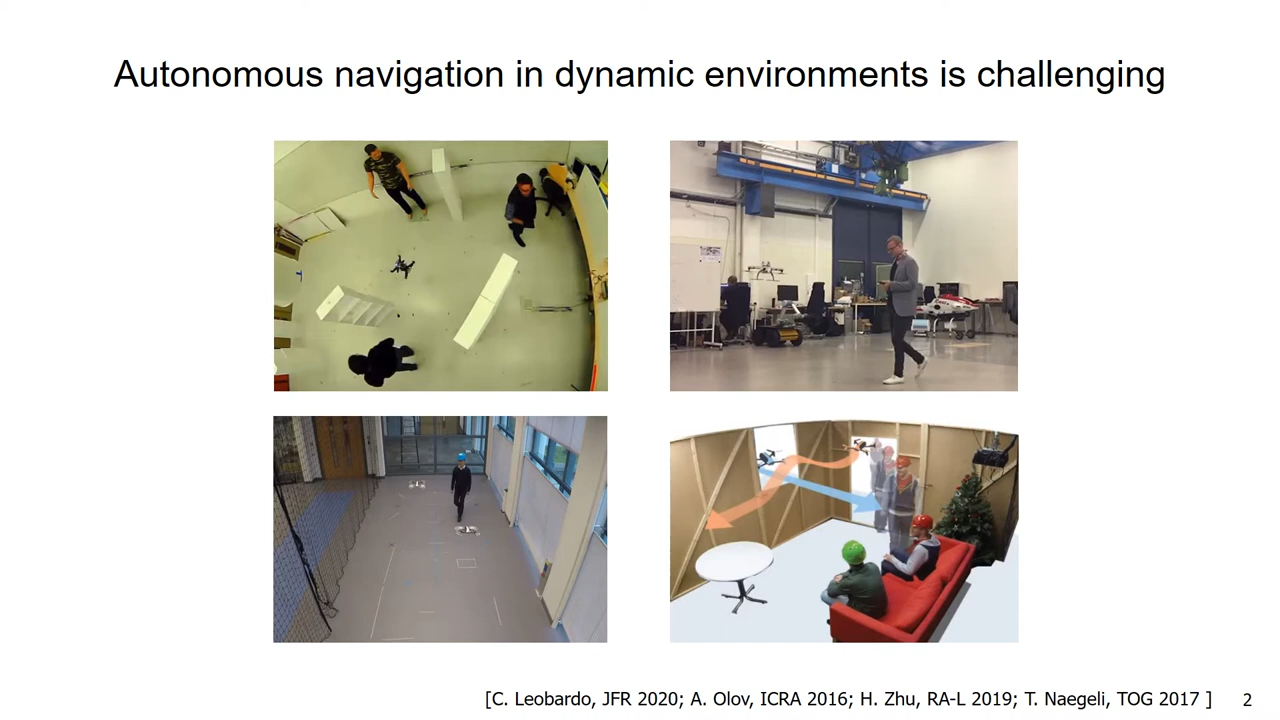 Autonomous navigation in dynamic environments is challenging
[C. Leobardo, JFR 2020; A. Olov, ICRA 2016; H. Zhu, RA-L 2019; T. Naegeli, TOG 2017 ]
2